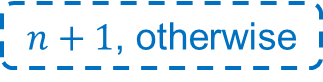 n + 1, otherwise